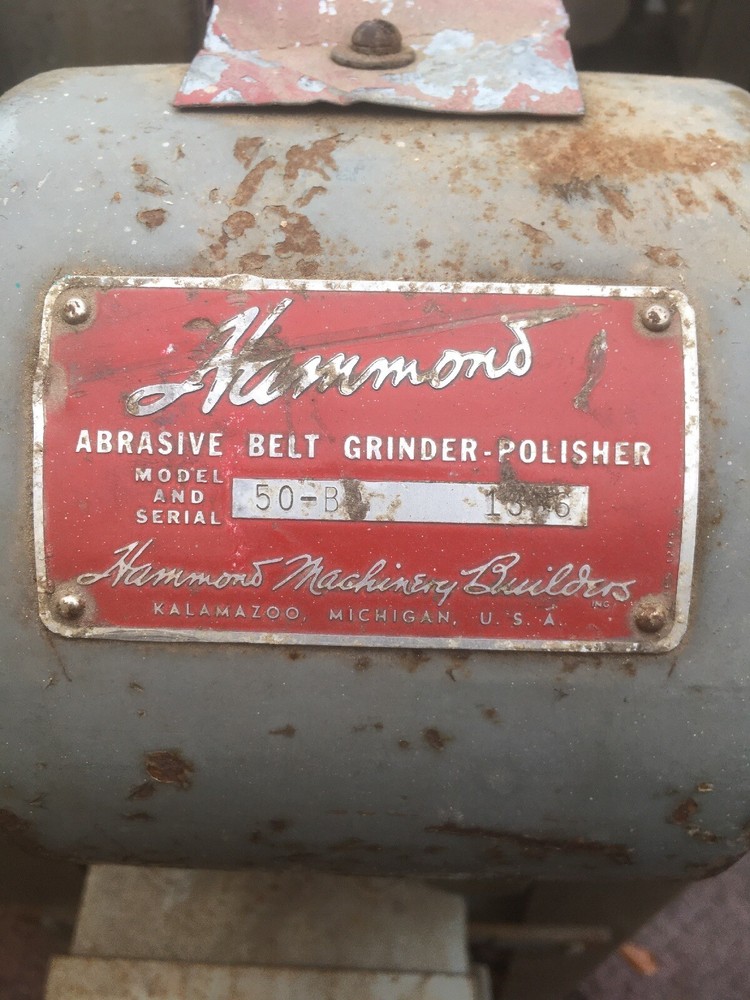 Hammond
ABRASIVE BELT GRINDER-POLISHER
MODEL
AND
SERIAL
50-B
Hammond Machinery Builders
INC
KALAMAZOO, MICHIGAN, U.S.A.